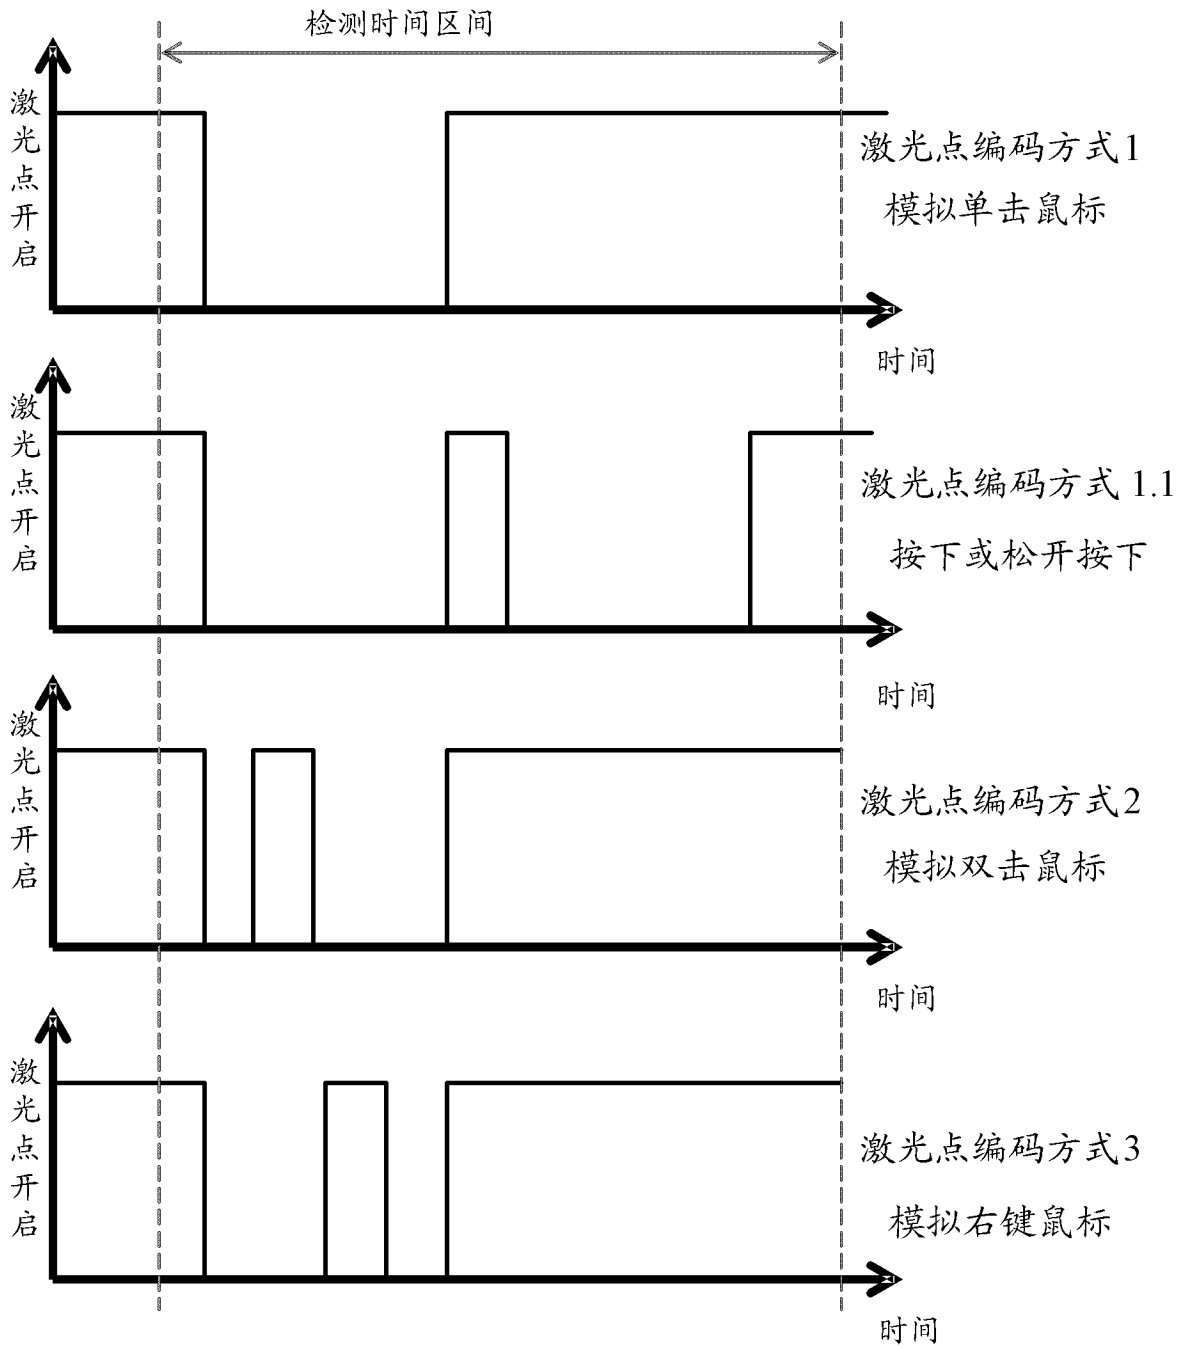 检测时间区间
激光点开启
激光点编码方式1
模拟单击鼠标
时间
激光点开启
激光点编码方式 1.1
按下或松开按下
时间
激光点开启
激光点编码方式2
模拟双击鼠标
时间
激光点开启
激光点编码方式3
模拟右键鼠标
时间